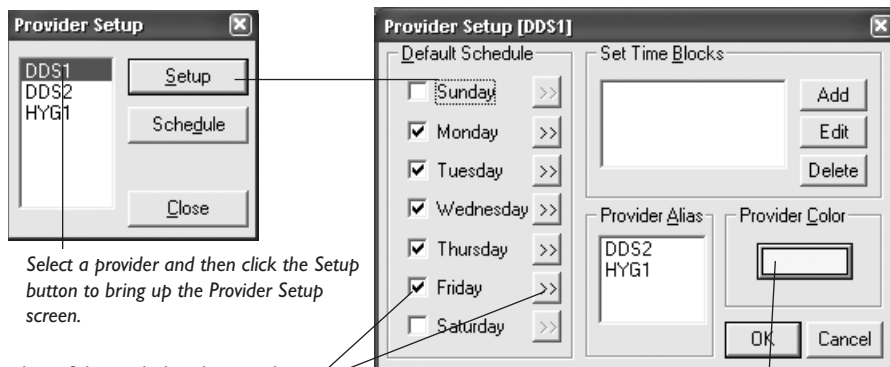 Provider Setup
DDS1
DDS2
HYG1
Setup
Schedule
Close
Select a provider and then click the Setup
button to bring up the Provider Setup
screen.
Provider Setup [DDS1]
Default Schedule
Sunday >>
Monday >>
Tuesday >>
Wednesday >>
Thursday >>
Friday >>
Saturday >>
Set Time Blocks
Add
Edit
Delete
Provider Alias
DDS2
HYG1
Provider Color
OK
Cancel